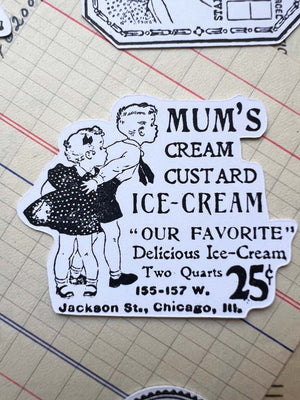 MUM'S
CREAM
CUSTARD
ICE-CREAM
"OUR FAVORITE"
Delicious Ice-Cream
Two Quarts 25¢
155-157 W.
Jackson St., Chicago, Ill.